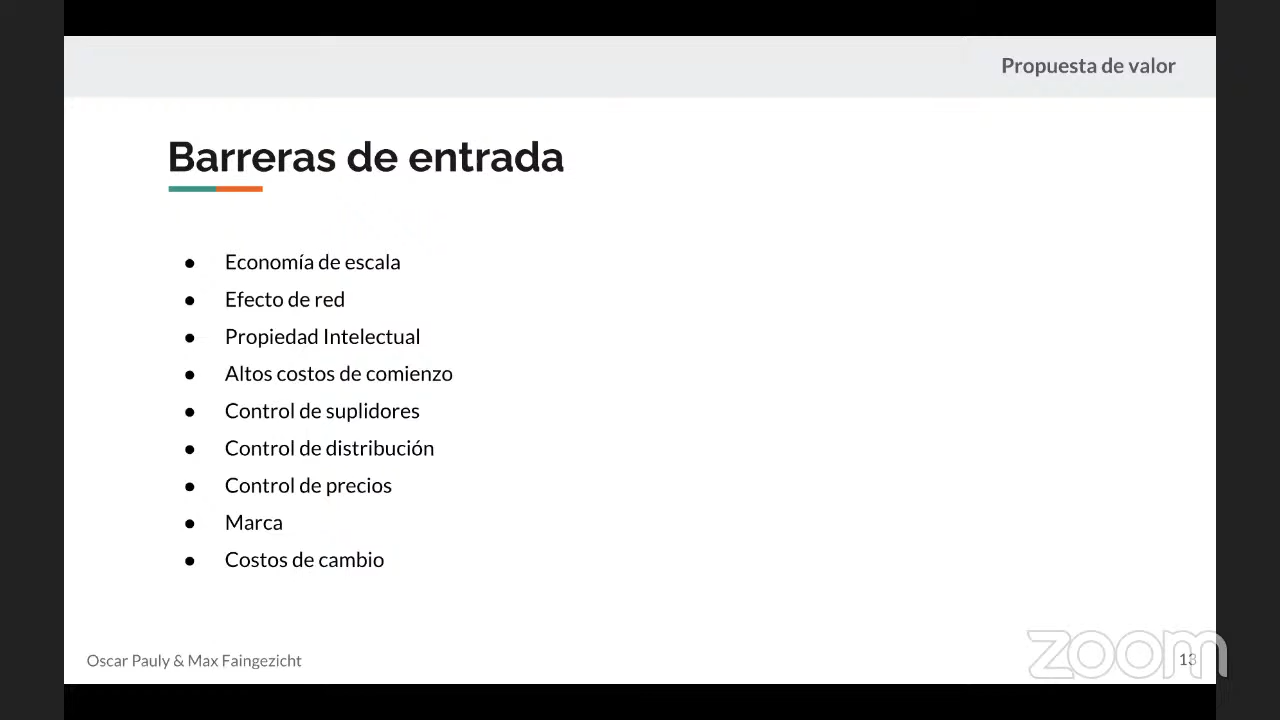 Propuesta de valor
Barreras de entrada
● Economía de escala
● Efecto de red
● Propiedad Intelectual
● Altos costos de comienzo
● Control de suplidores
● Control de distribución
● Control de precios
● Marca
● Costos de cambio
Oscar Pauly & Max Faingezicht
zoom
13